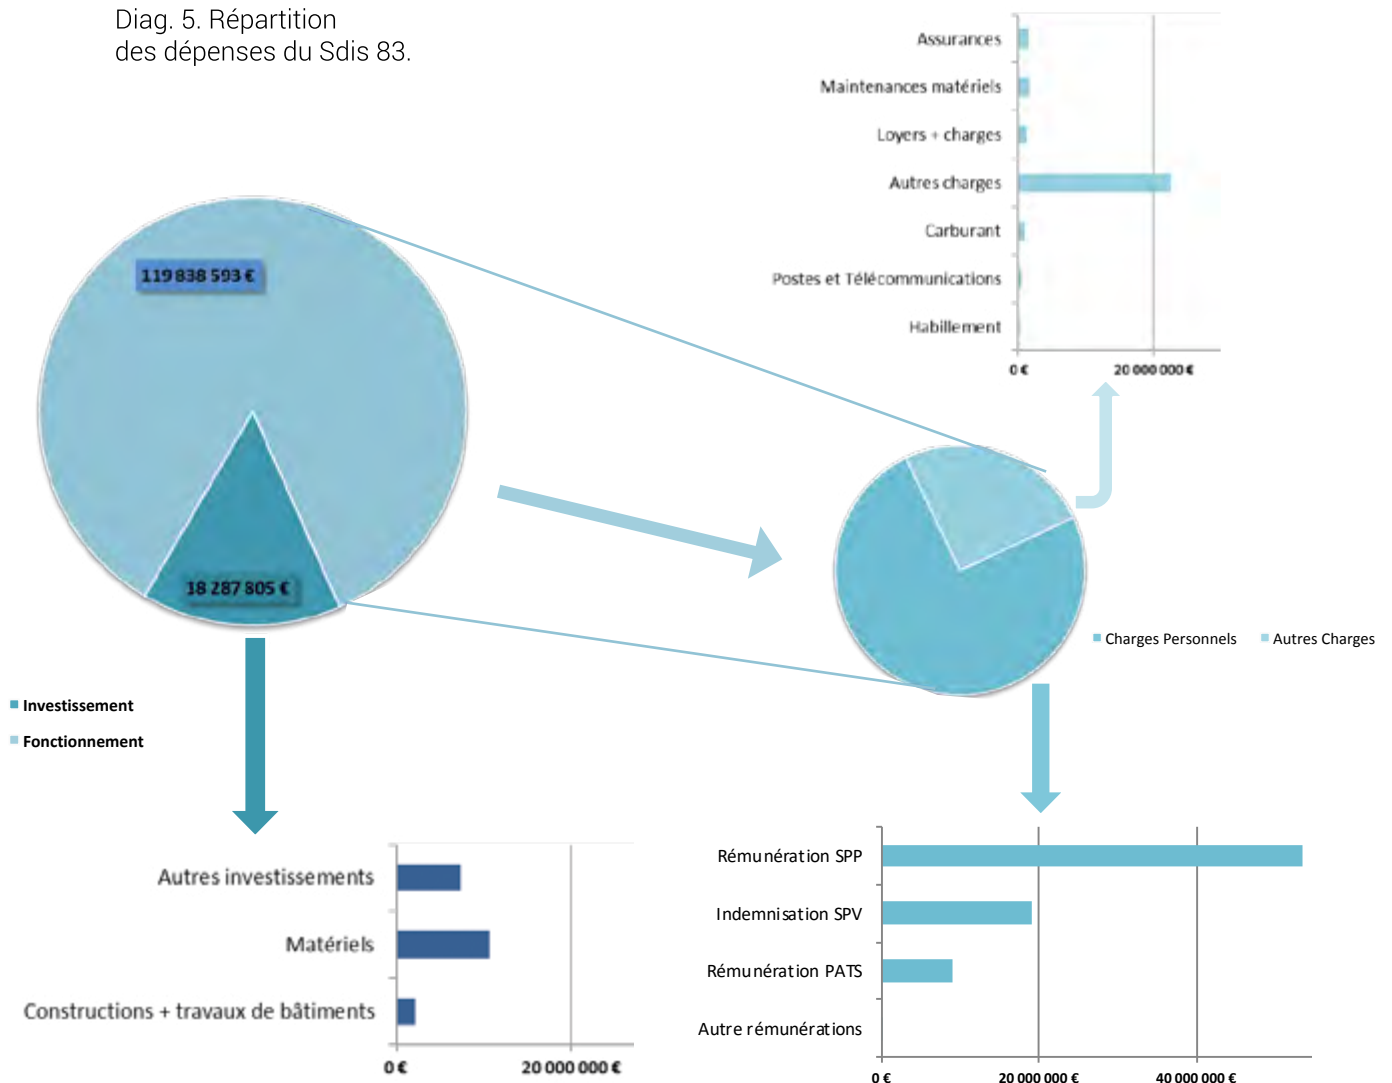 Diag. 5. Répartition
des dépenses du Sdis 83.
Assurances
Maintenances matériels
Loyers + charges
Autres charges
Carburant
Postes et Télécommunications
Habillement
0 €
20 000 000 €
119 838 593 €
18 287 805 €
Charges Personnels
Autres Charges
Investissement
Fonctionnement
Autres investissements
Matériels
Constructions + travaux de bâtiments
0 €
20 000 000 €
Rémunération SPP
Indemnisation SPV
Rémunération PATS
Autre rémunérations
0 €
20 000 000 €
40 000 000 €